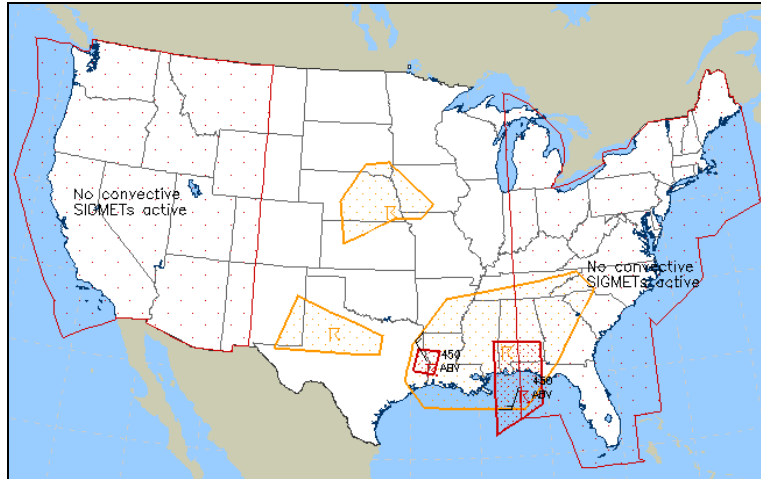 No convective
SIGMETs active
No convective
SIGMETs active
450
ABV
450
ABV